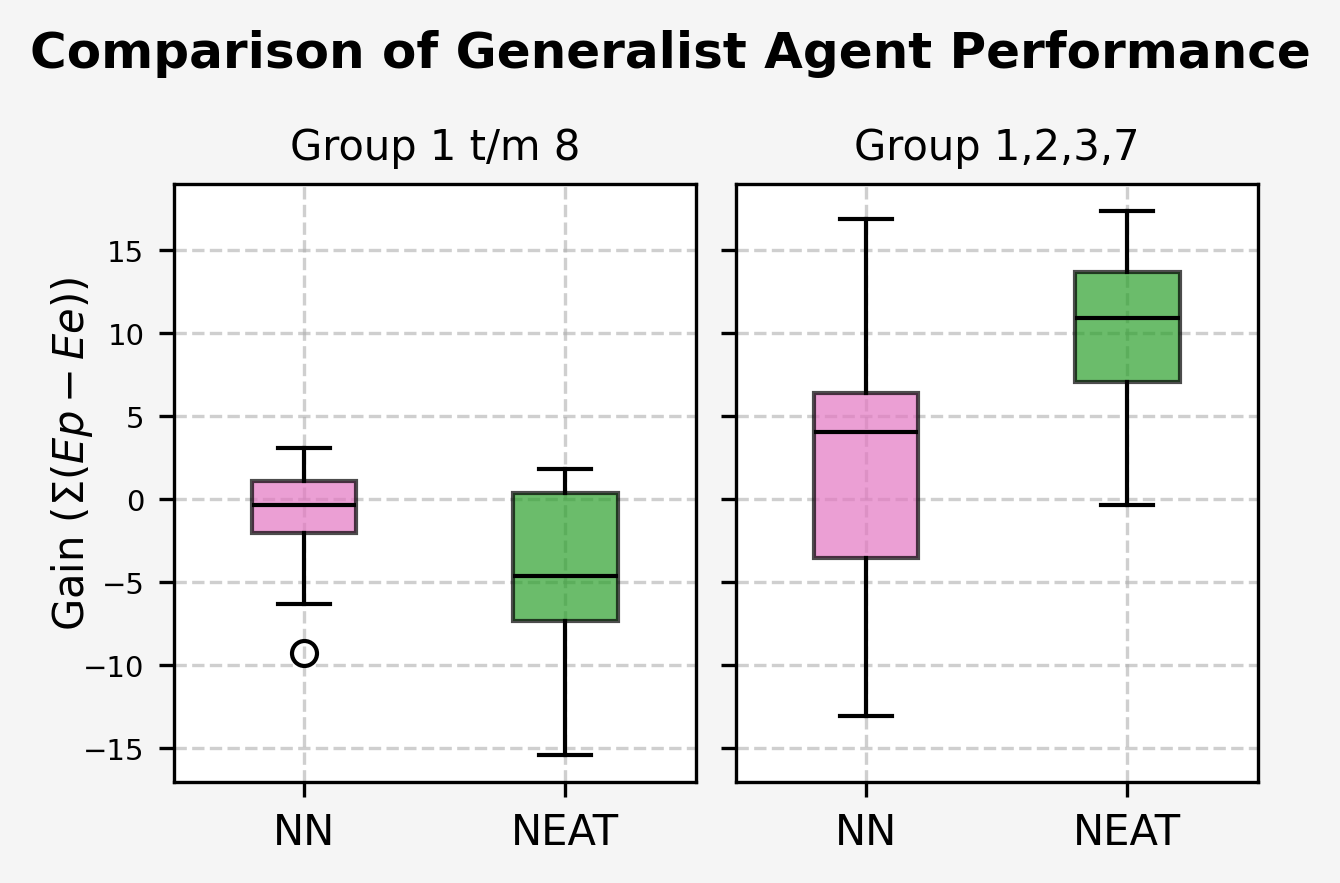 Comparison of Generalist Agent Performance
Group 1 t/m 8
Group 1,2,3,7
Gain (Σ(Ep − Ee))
15
10
5
0
−5
−10
−15
NN
NEAT
NN
NEAT